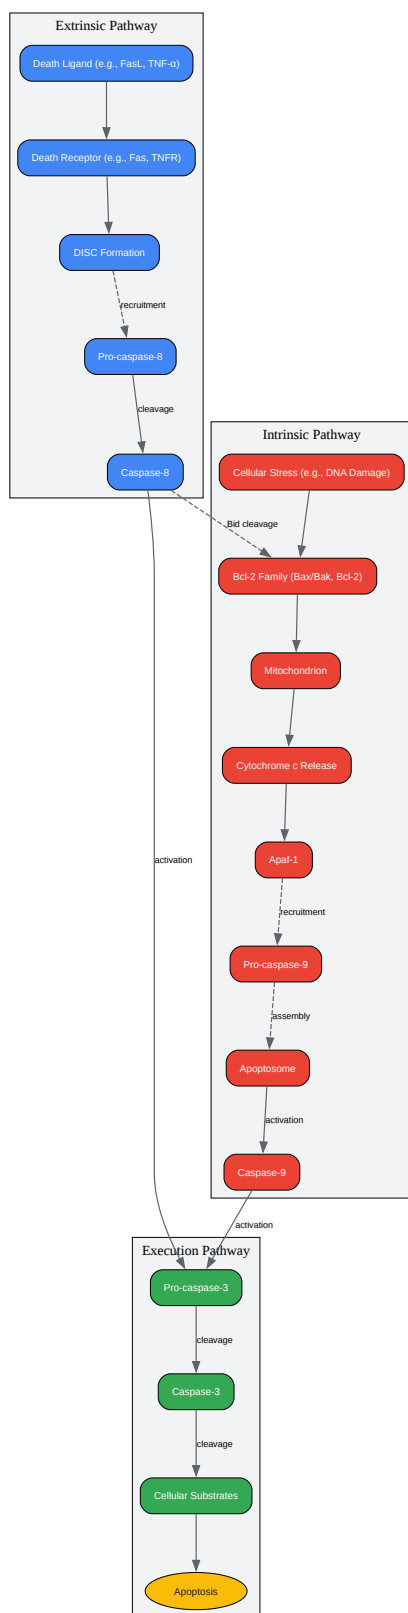 Extrinsic Pathway
Death Ligand (e.g., FasL, TNF-α)
Death Receptor (e.g., Fas, TNFR)
DISC Formation
recruitment
Pro-caspase-8
cleavage
Caspase-8
Intrinsic Pathway
Cellular Stress (e.g., DNA Damage)
Bid cleavage
Bcl-2 Family (Bax/Bak, Bcl-2)
Mitochondrion
Cytochrome c Release
Apaf-1
activation
recruitment
Pro-caspase-9
assembly
Apoptosome
activation
Caspase-9
activation
Execution Pathway
Pro-caspase-3
cleavage
Caspase-3
cleavage
Cellular Substrates
Apoptosis